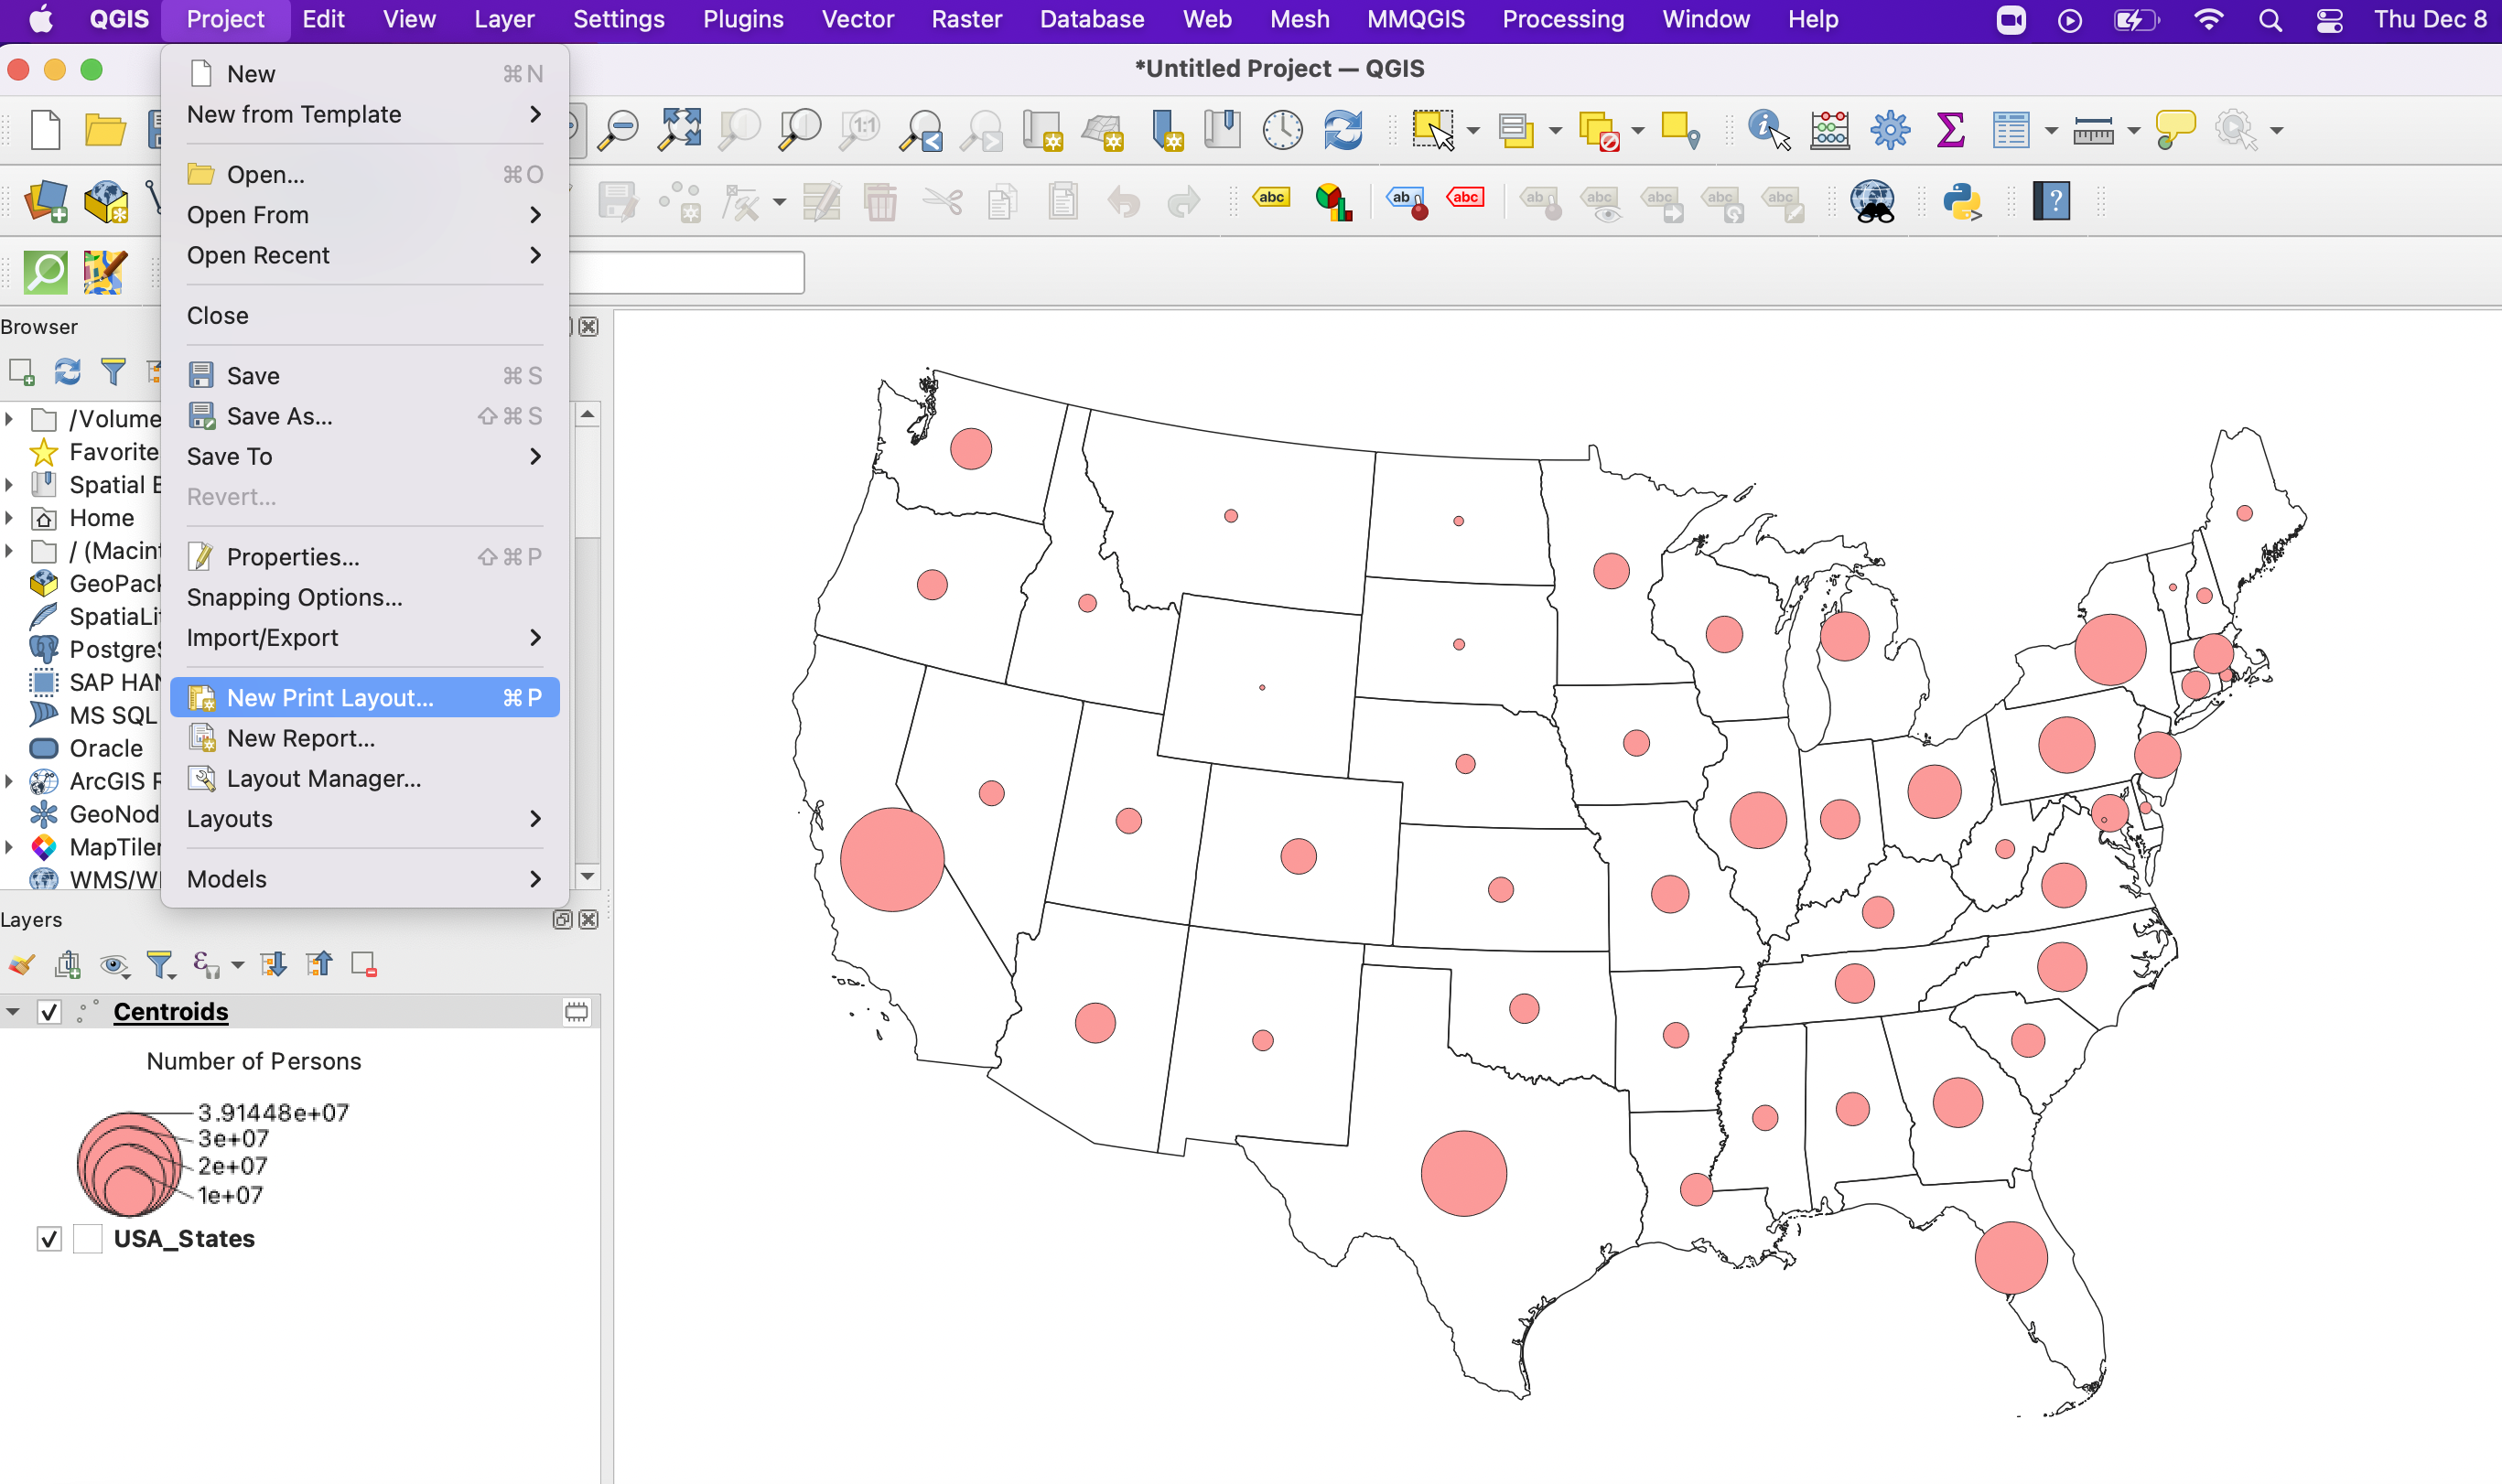 QGIS Project Edit View Layer Settings Plugins Vector Raster Database Web Mesh MMQGIS Processing Window Help Thu Dec 8
*Untitled Project — QGIS
New ⌘N
New from Template
Open... ⌘O
Open From
Open Recent
Close
Save ⌘S
Save As... ⇧⌘S
Save To
Revert...
Properties... ⇧⌘P
Snapping Options...
Import/Export
New Print Layout... ⌘P
New Report...
Layout Manager...
Layouts
Models
1:1
abc ab abc ab abc abc abc abc
?
Browser
/Volume
Favorite
Spatial B
Home
/ (Macin
GeoPack
SpatiaLi
PostgreS
SAP HAN
MS SQL
Oracle
ArcGIS R
GeoNod
MapTiler
WMS/W
Layers
Centroids
Number of Persons
3.91448e+07
3e+07
2e+07
1e+07
USA_States